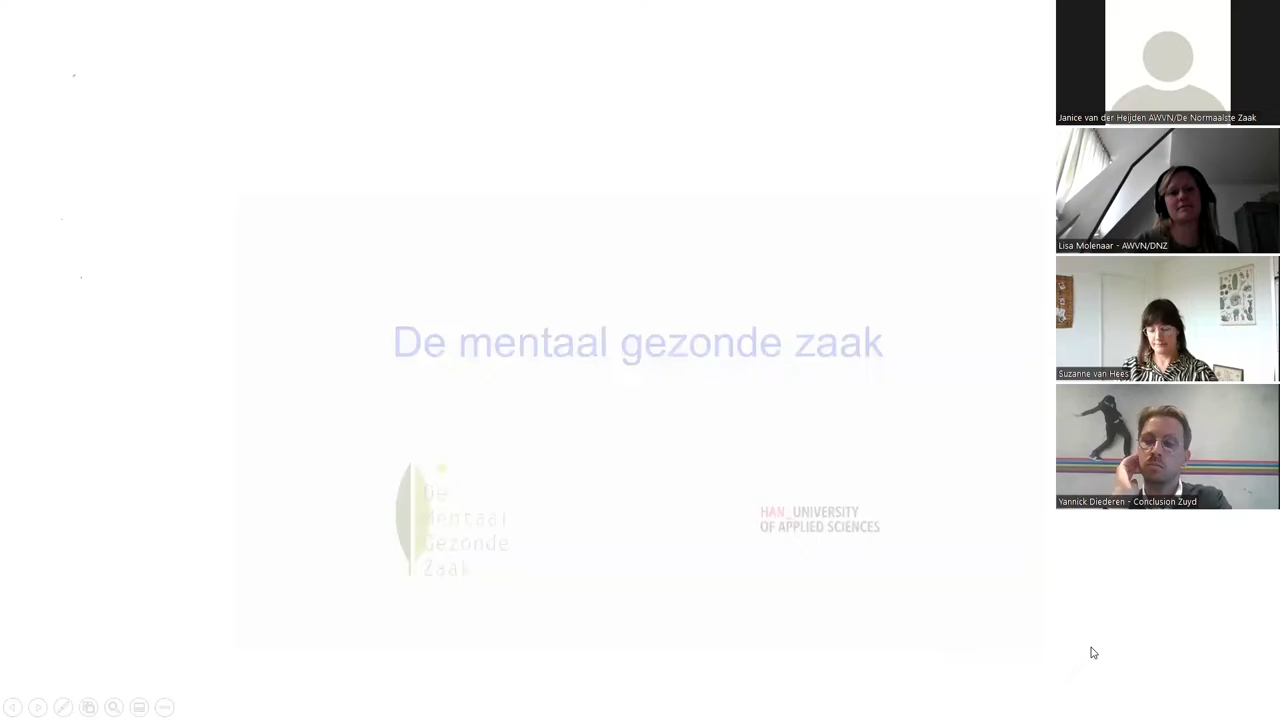 De mentaal gezonde zaak
De
Mentaal
Gezonde
Zaak
HAN_UNIVERSITY
OF APPLIED SCIENCES
Janice van der Heijden AWVN/De Normaalste Zaak
Lisa Molenaar - AWVN/DNZ
Suzanne van Hees
Yannick Diederen - Conclusion Zuyd